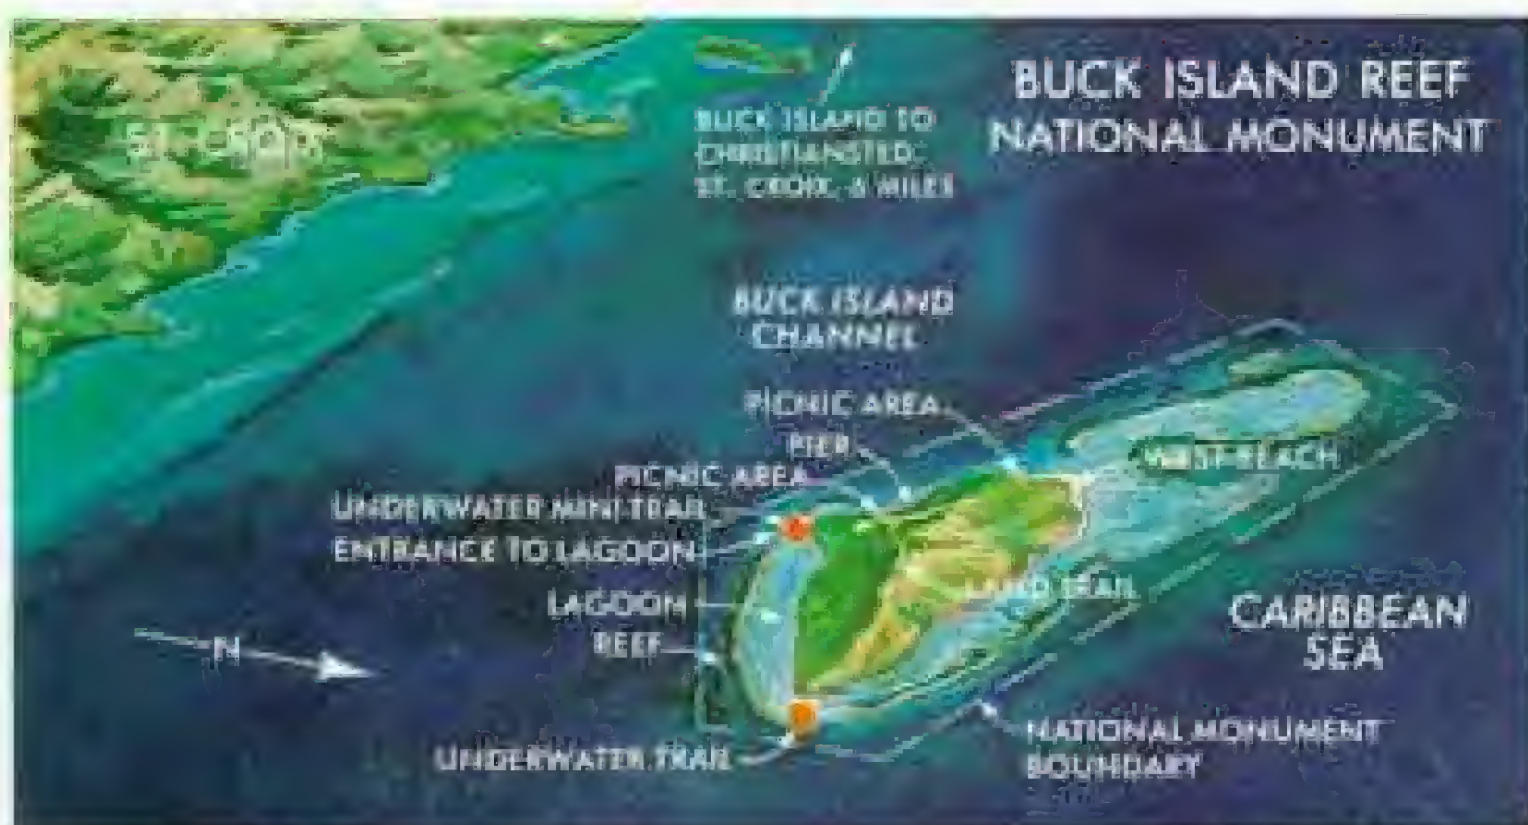 BUCK ISLAND REEF
NATIONAL MONUMENT
ST. CROIX
BUCK ISLAND TO
CHRISTIANSTED,
ST. CROIX, 6 MILES
BUCK ISLAND
CHANNEL
PICNIC AREA
PIER
PICNIC AREA
UNDERWATER MINI TRAIL
ENTRANCE TO LAGOON
LAGOON
REEF
UNDERWATER TRAIL
WEST BEACH
LAND TRAIL
CARIBBEAN
SEA
NATIONAL MONUMENT
BOUNDARY
N